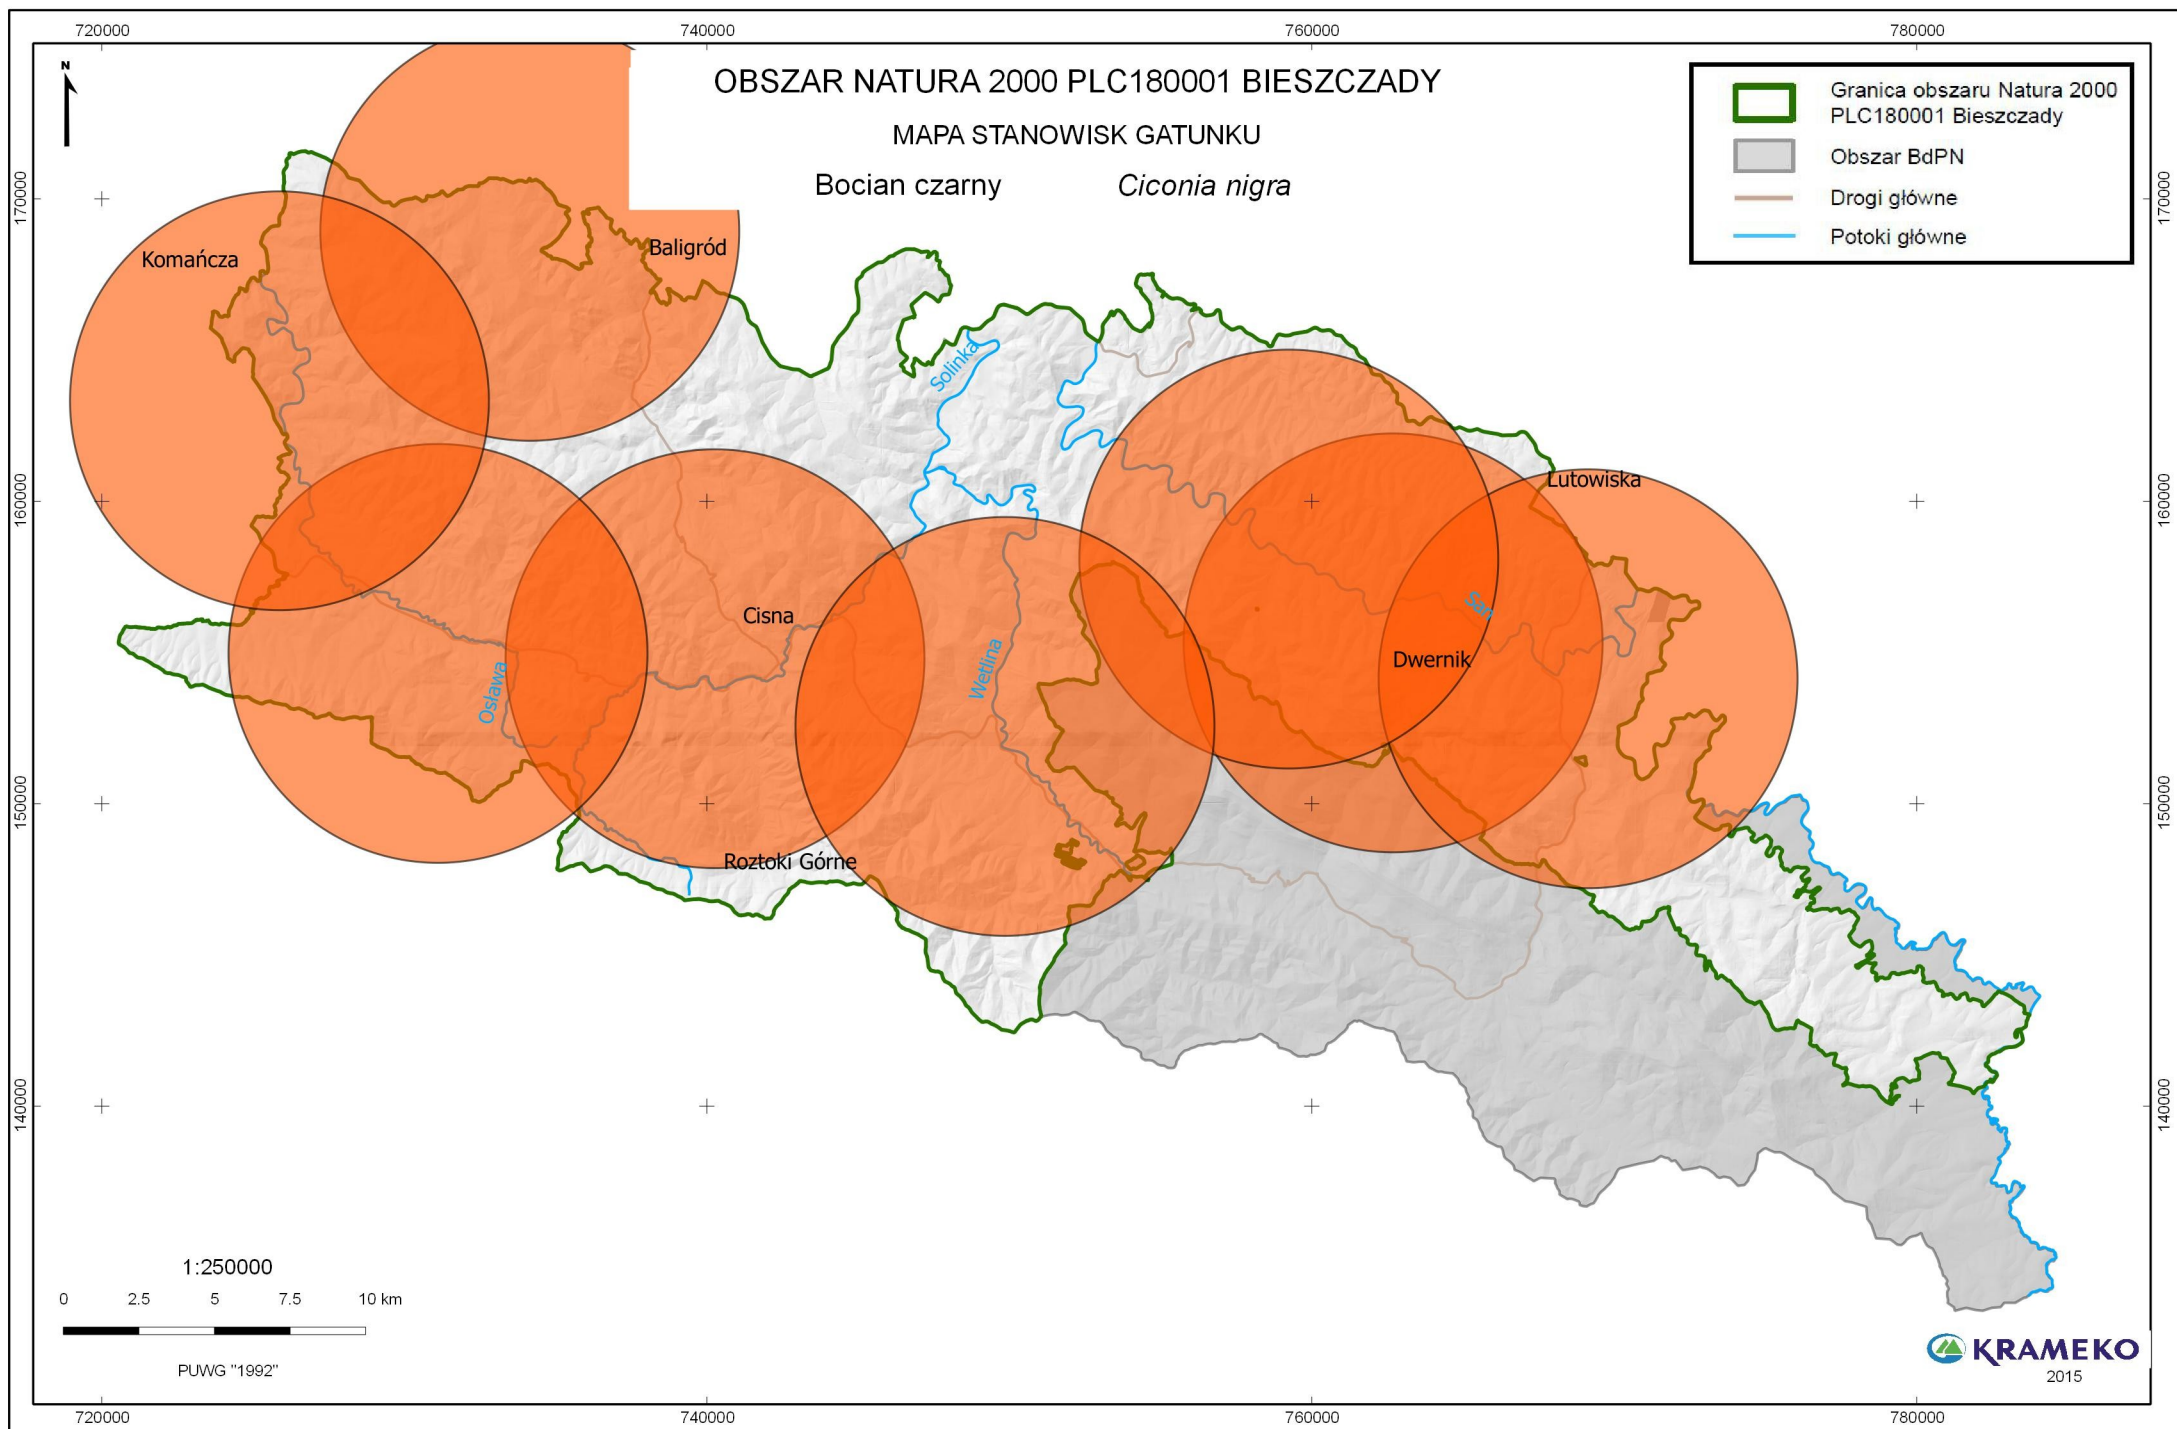 720000
740000
760000
780000
N
OBSZAR NATURA 2000 PLC180001 BIESZCZADY
MAPA STANOWISK GATUNKU
Bocian czarny Ciconia nigra
Granica obszaru Natura 2000
PLC180001 Bieszczady
Obszar BdPN
Drogi główne
Potoki główne
170000
170000
Komańcza
Baligród
Solinka
160000
160000
Lutowiska
San
Cisna
Dwernik
Wetlina
Osława
150000
150000
Roztoki Górne
140000
140000
1:250000
0 2.5 5 7.5 10 km
PUWG "1992"
KRAMEKO
2015
720000
740000
760000
780000